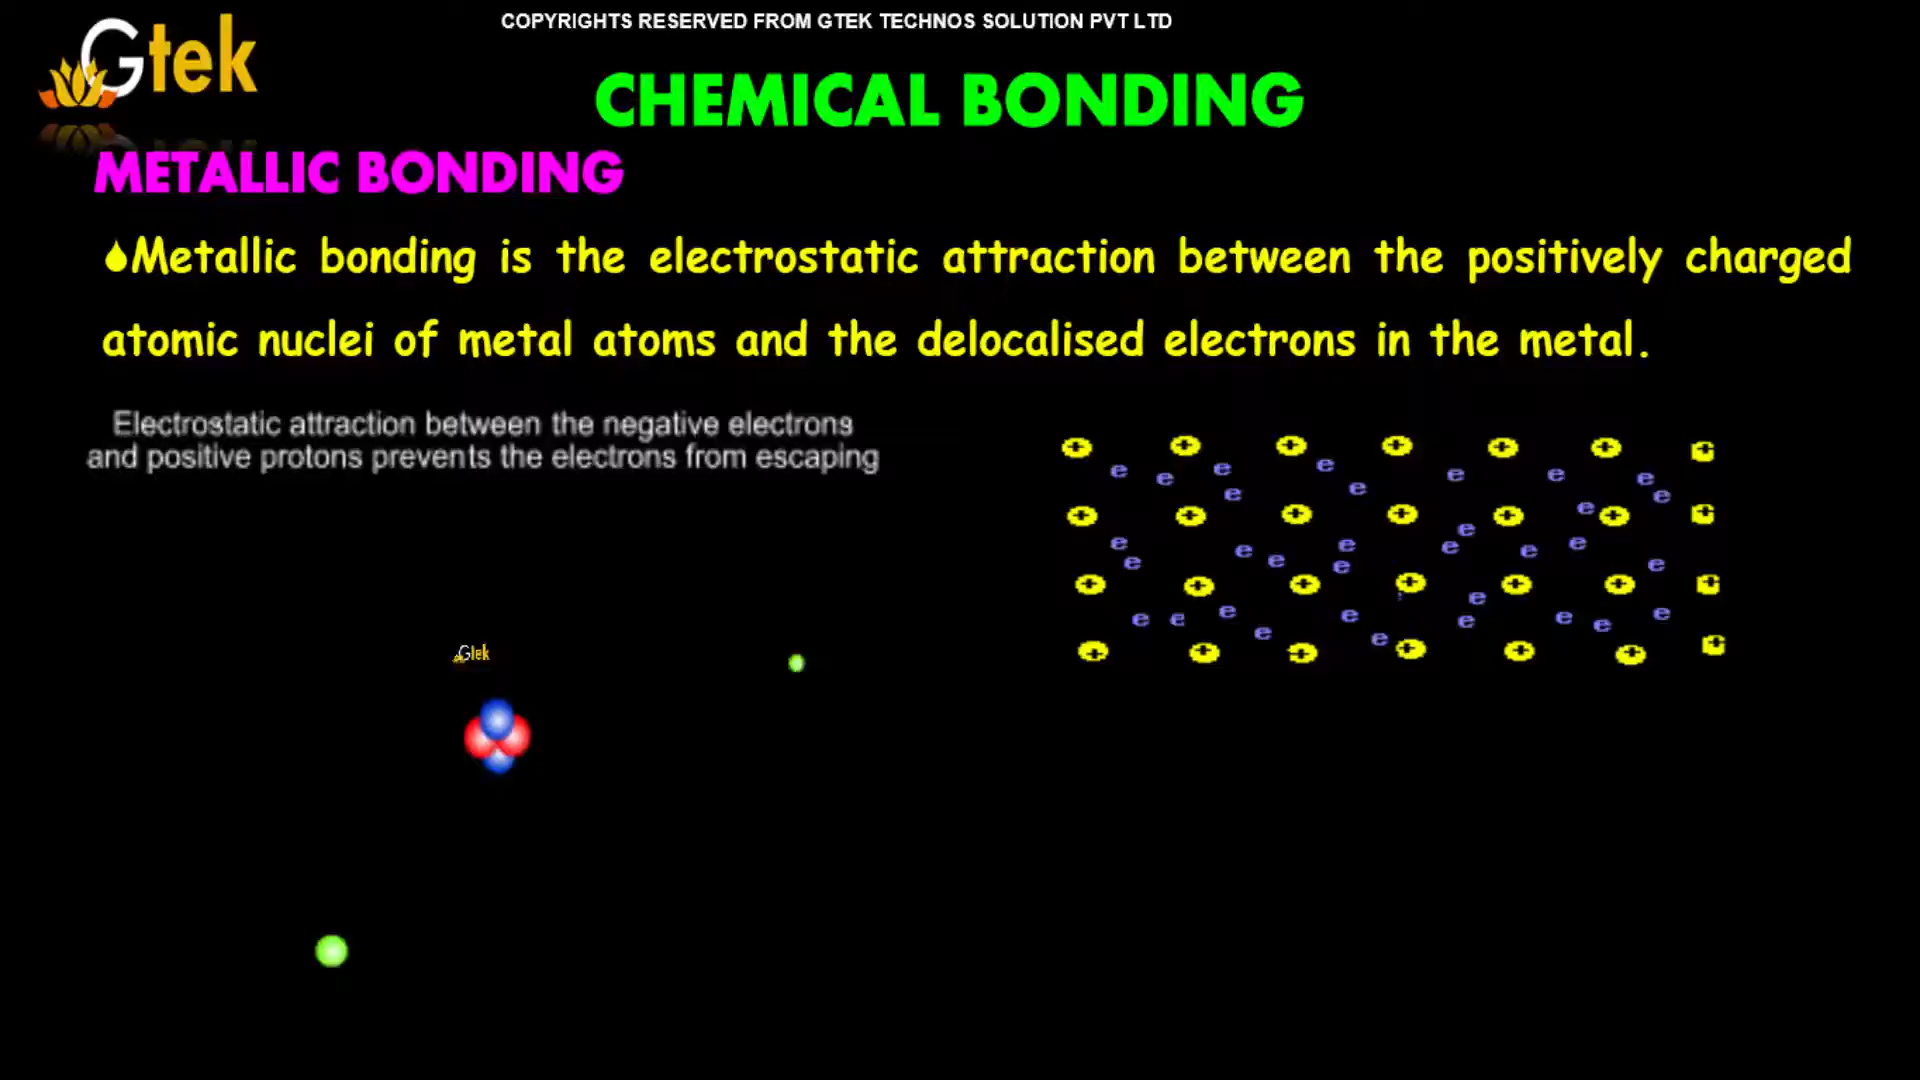 COPYRIGHTS RESERVED FROM GTEK TECHNOS SOLUTION PVT LTD
Gtek
CHEMICAL BONDING
METALLIC BONDING
Metallic bonding is the electrostatic attraction between the positively charged
atomic nuclei of metal atoms and the delocalised electrons in the metal.
Electrostatic attraction between the negative electrons
and positive protons prevents the electrons from escaping
+ + + + + + +
e e e e e e e e e e e
+ + + + + + +
e e e e e e e e e e e e
+ + + + + + +
e e e e e e e e e e e
+ + + + + + +
Gtek